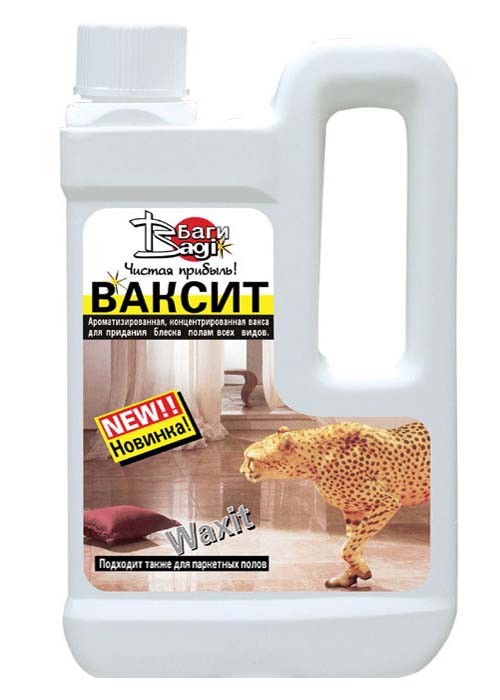 Баги
Bagi
Чистая прибыль!
ВАКСИТ
Ароматизированная, концентрированная вакса
для придания блеска полам всех видов.
NEW!!
Новинка!
Waxit
Подходит также для паркетных полов